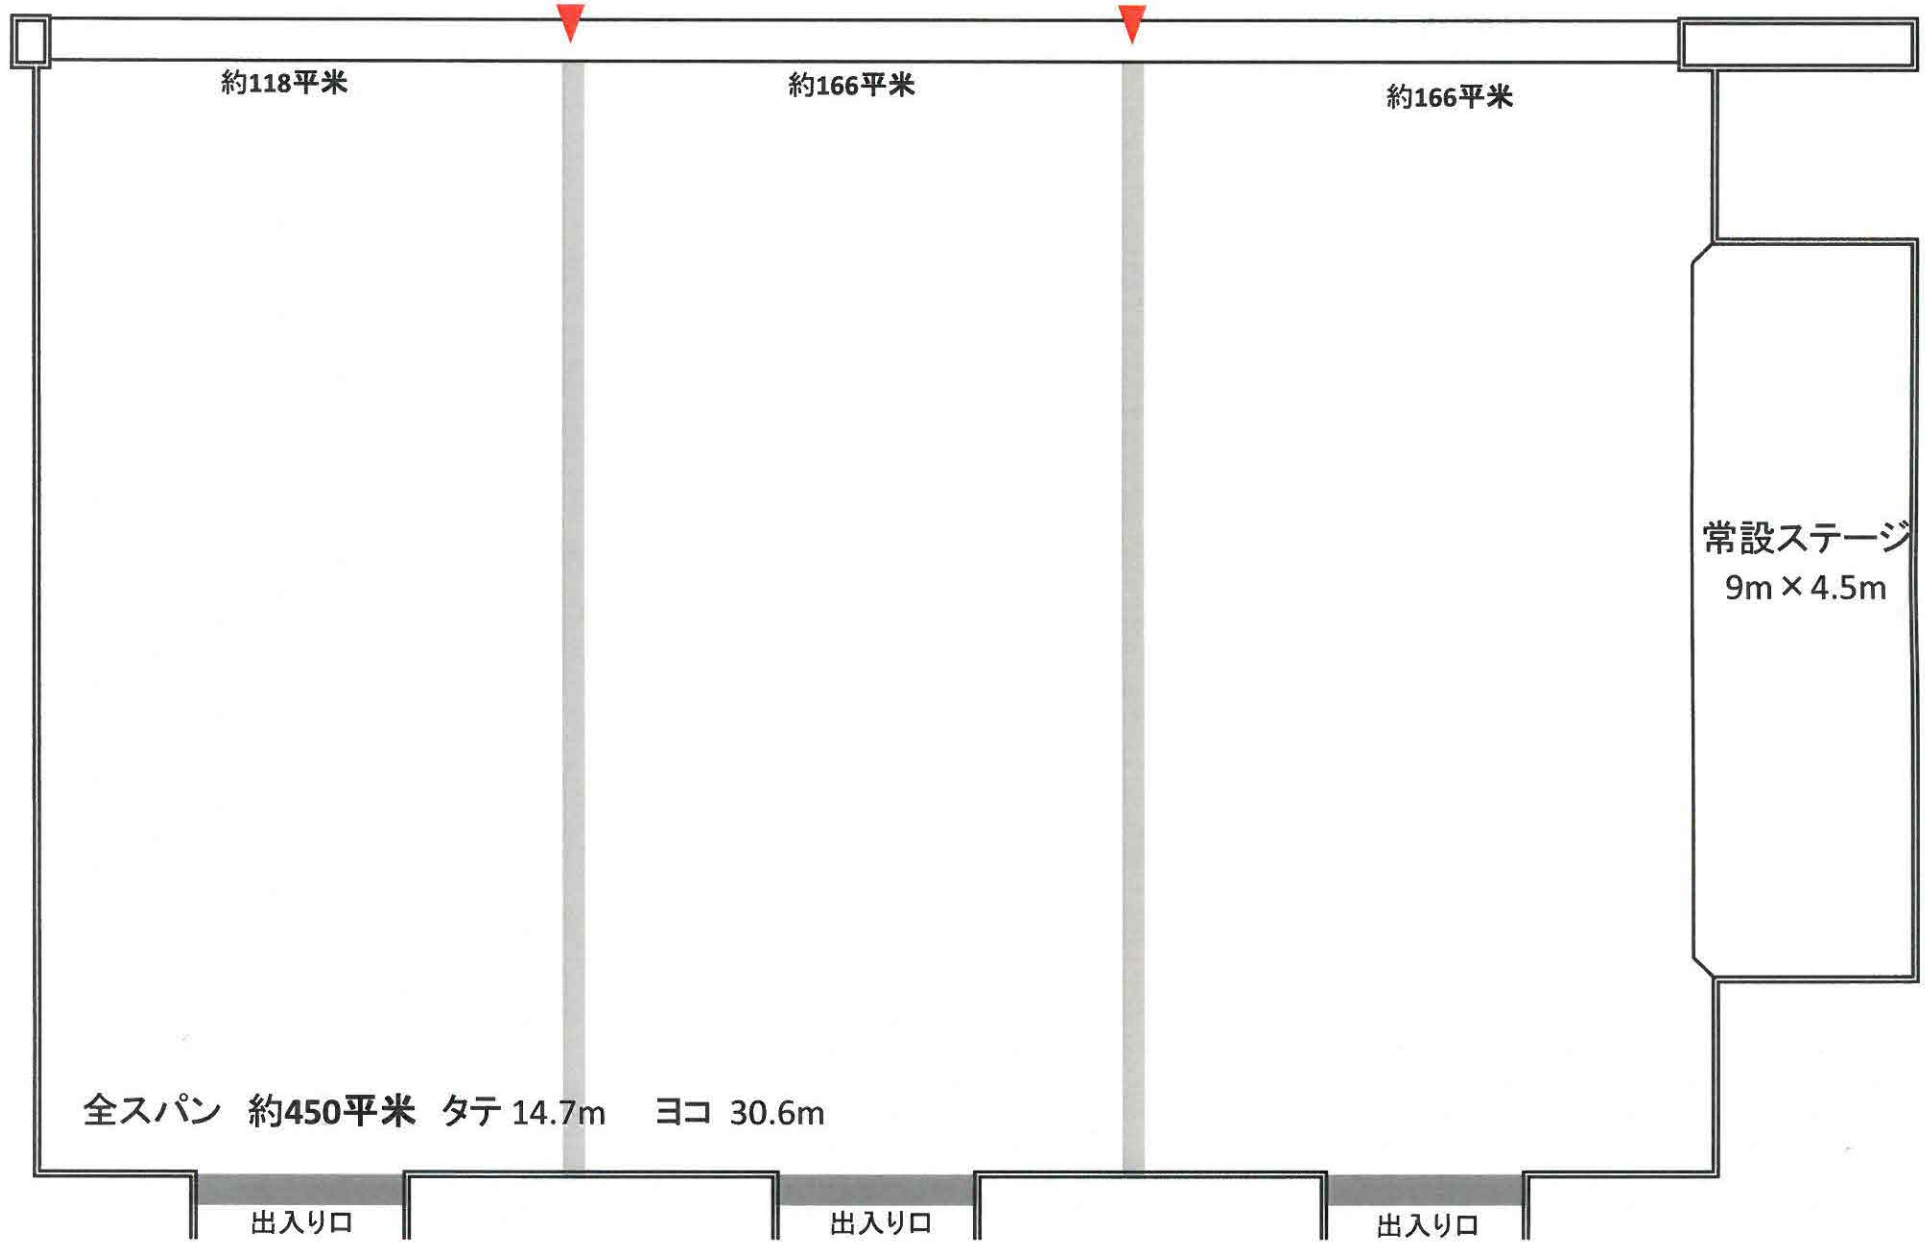 約118平米
約166平米
約166平米
常設ステージ
9m×4.5m
全スパン 約450平米 タテ 14.7m ヨコ 30.6m
出入り口
出入り口
出入り口